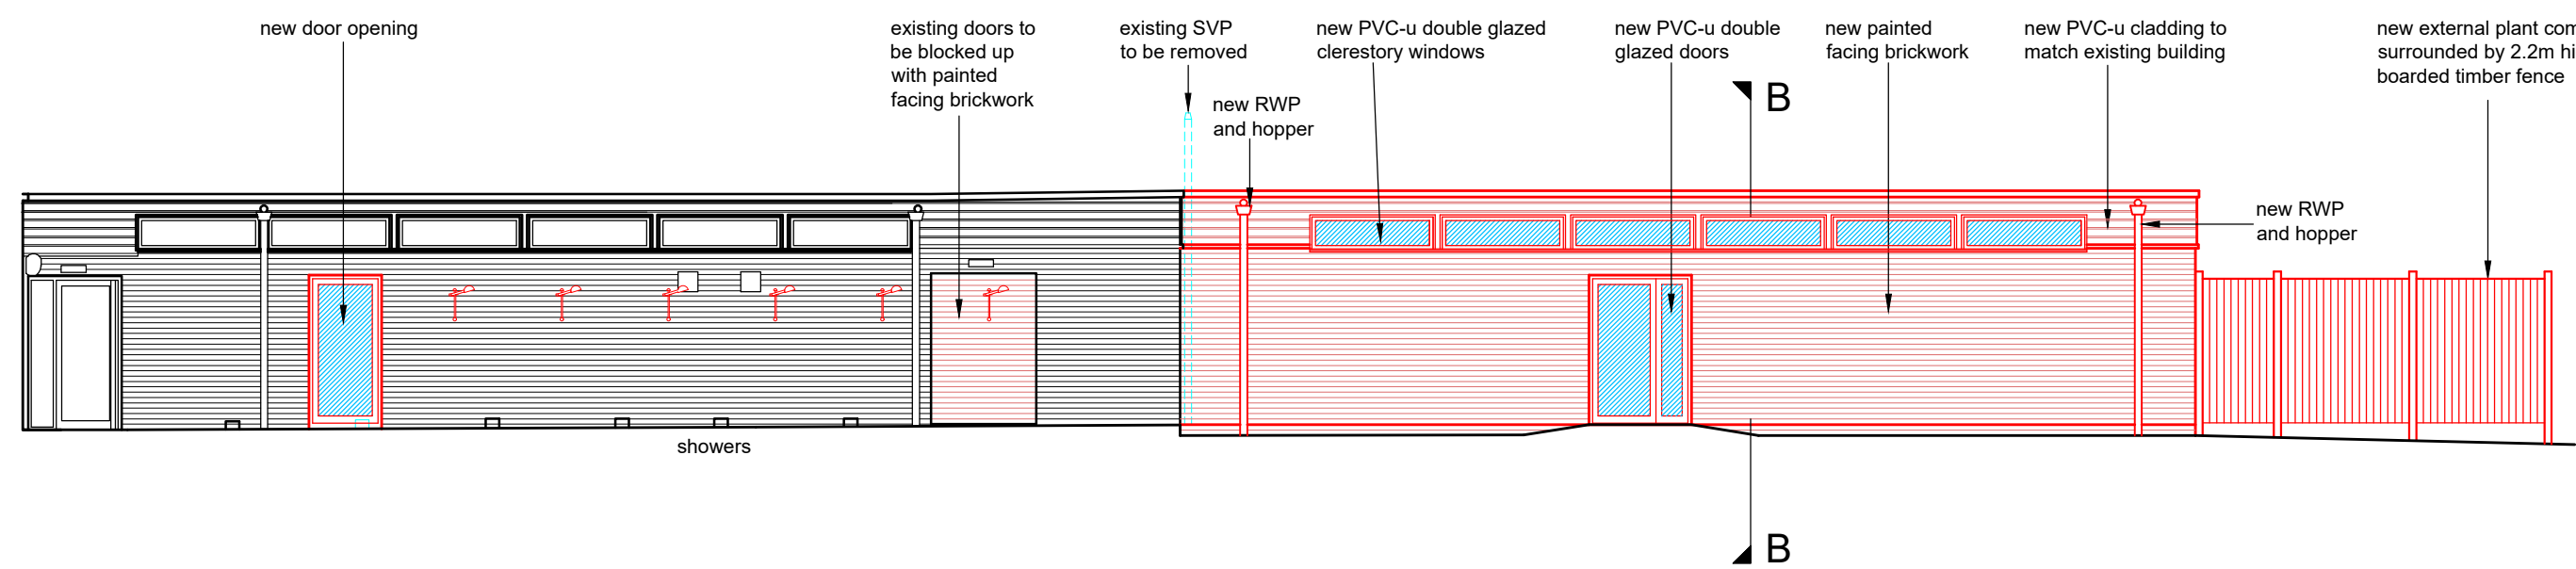 new door opening
existing doors to
be blocked up
with painted
facing brickwork
existing SVP
to be removed
new RWP
and hopper
new PVC-u double glazed
clerestory windows
new PVC-u double
glazed doors
B
new painted
facing brickwork
new PVC-u cladding to
match existing building
new RWP
and hopper
new external plant
surrounded by 2.2m
boarded timber fence
showers
B